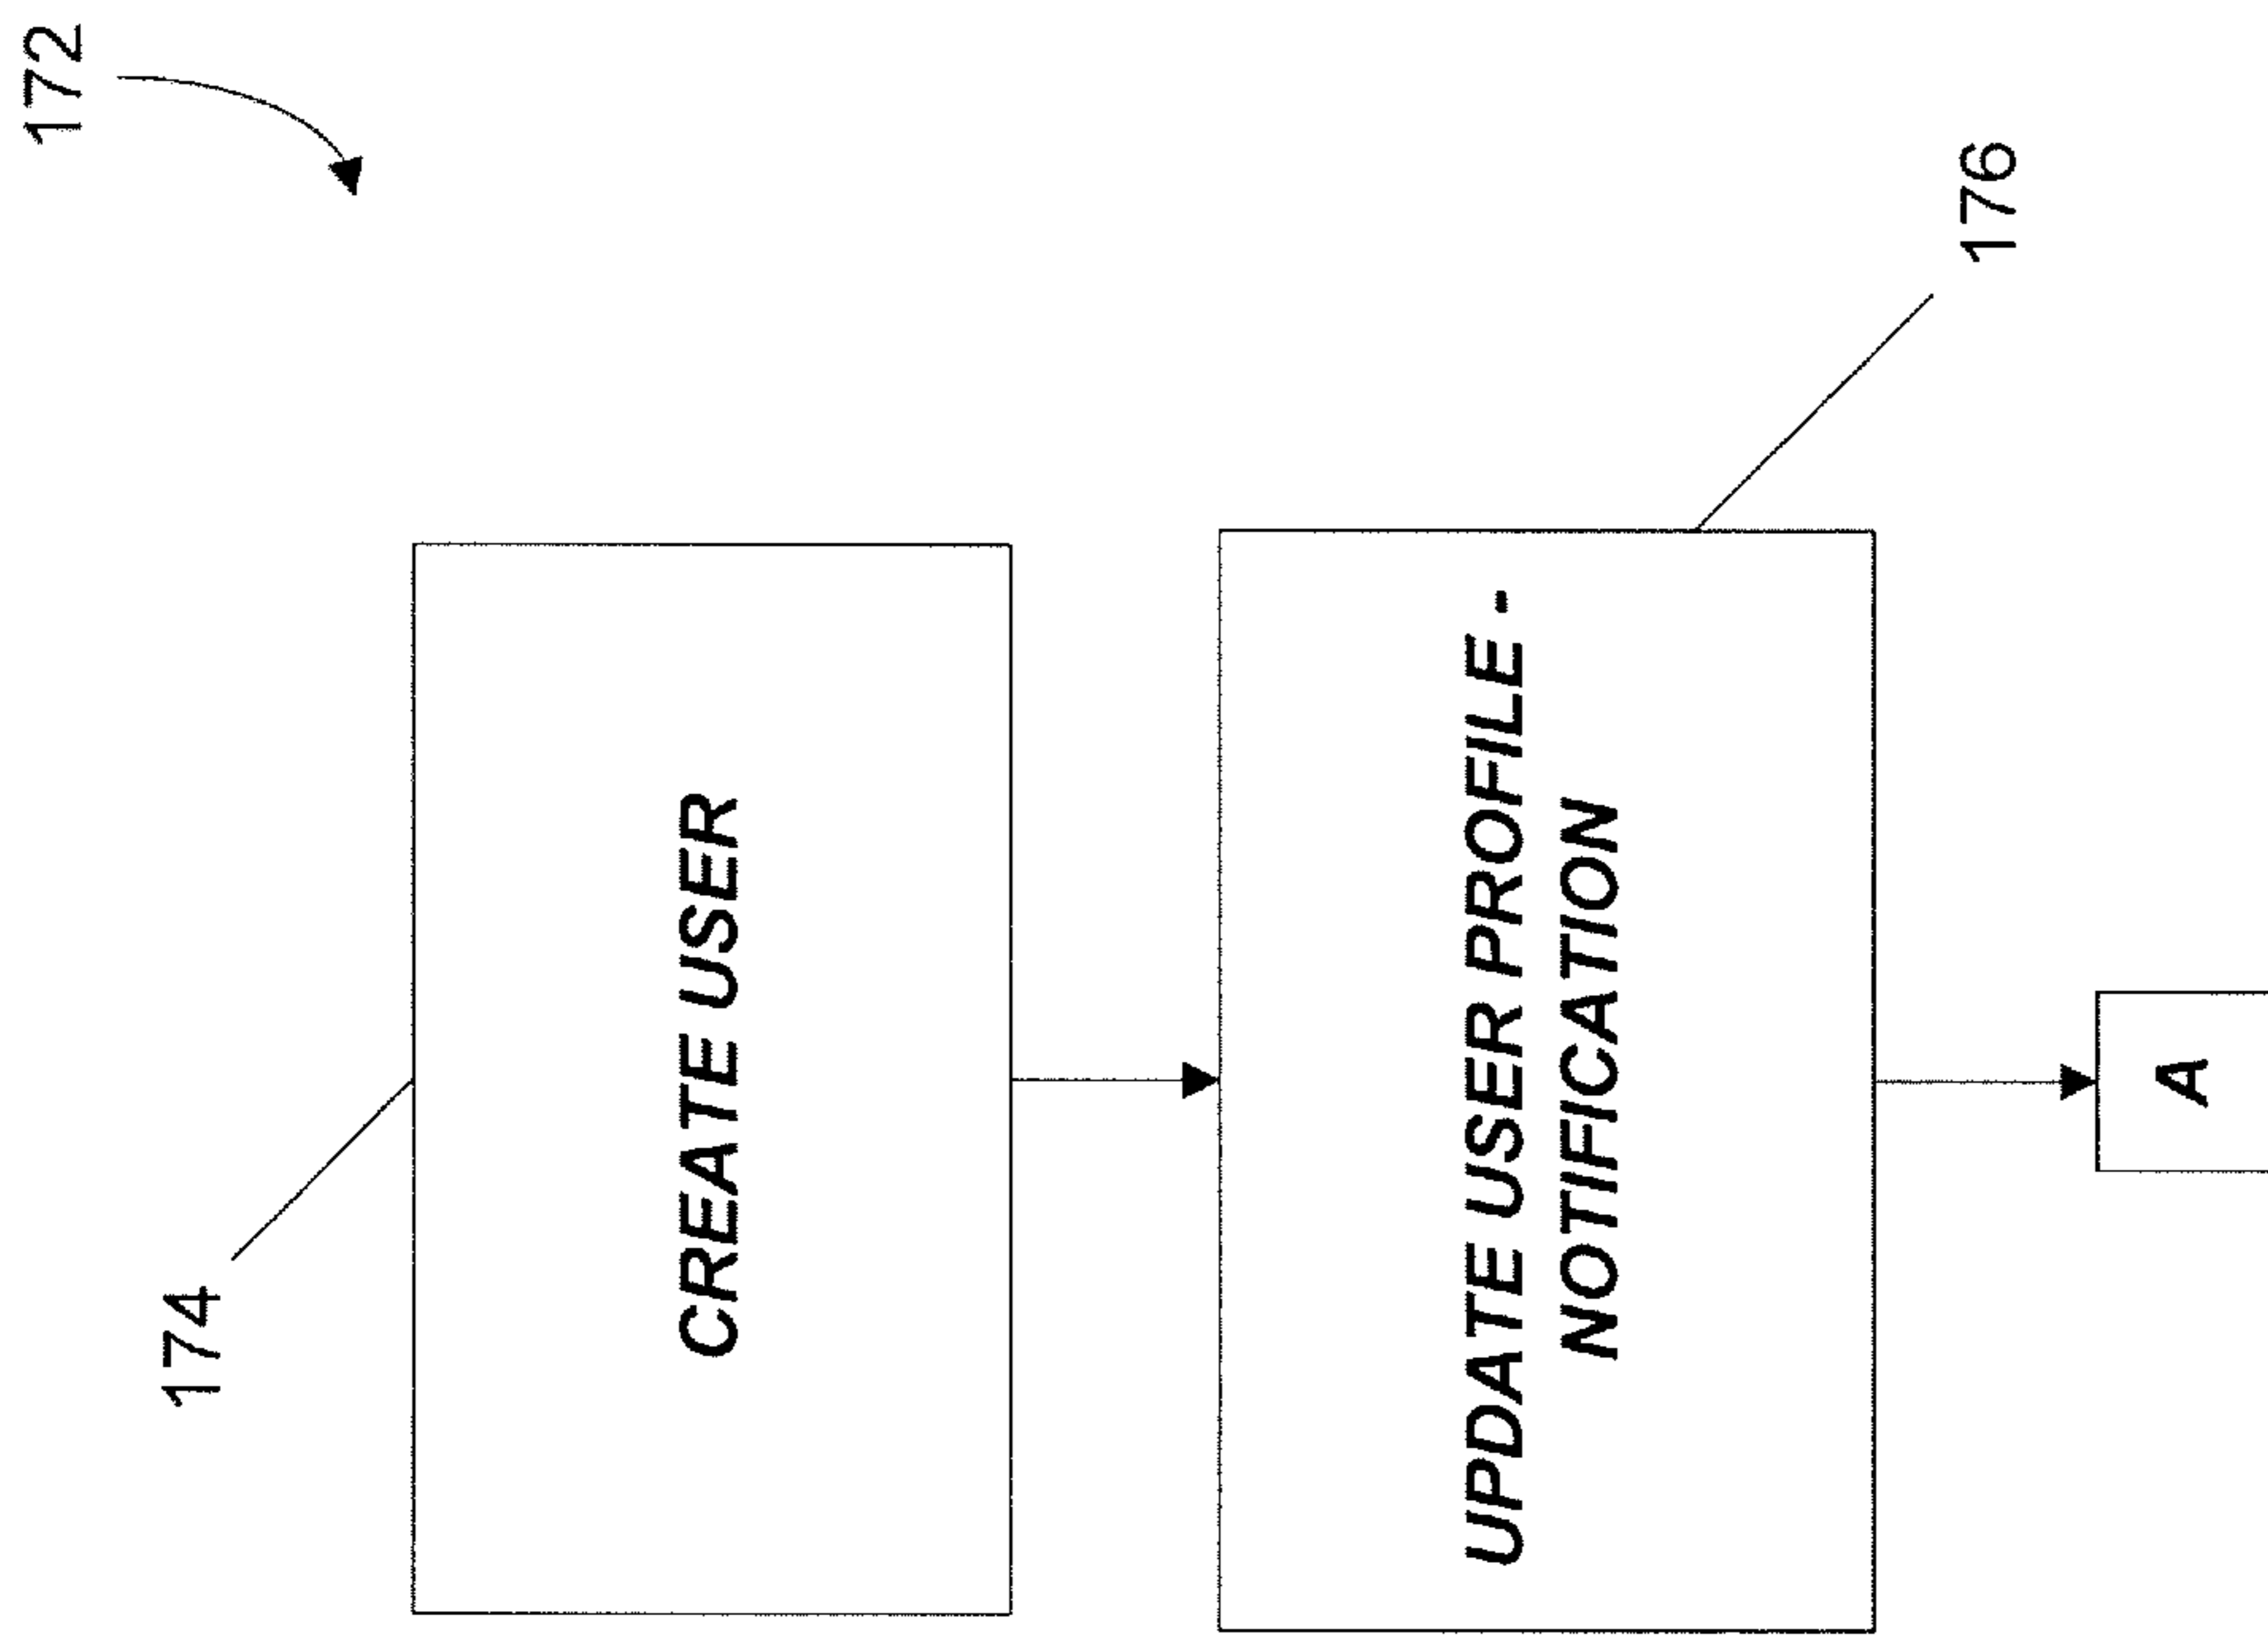 172
174
CREATE USER
UPDATE USER PROFILE -
NOTIFICATION
176
A